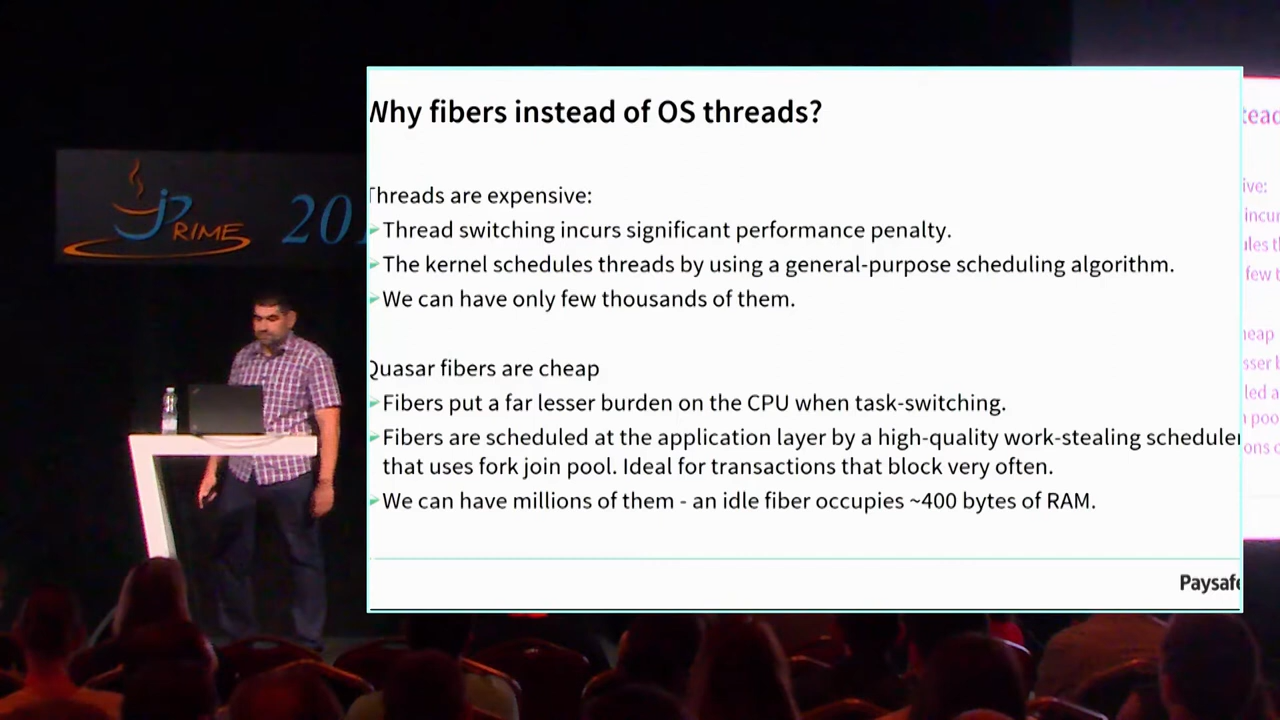 Why fibers instead of OS threads?
Threads are expensive:
Thread switching incurs significant performance penalty.
The kernel schedules threads by using a general-purpose scheduling algorithm.
We can have only few thousands of them.
Quasar fibers are cheap
Fibers put a far lesser burden on the CPU when task-switching.
Fibers are scheduled at the application layer by a high-quality work-stealing scheduler
that uses fork join pool. Ideal for transactions that block very often.
We can have millions of them - an idle fiber occupies ~400 bytes of RAM.
Paysafe
jPRIME 201